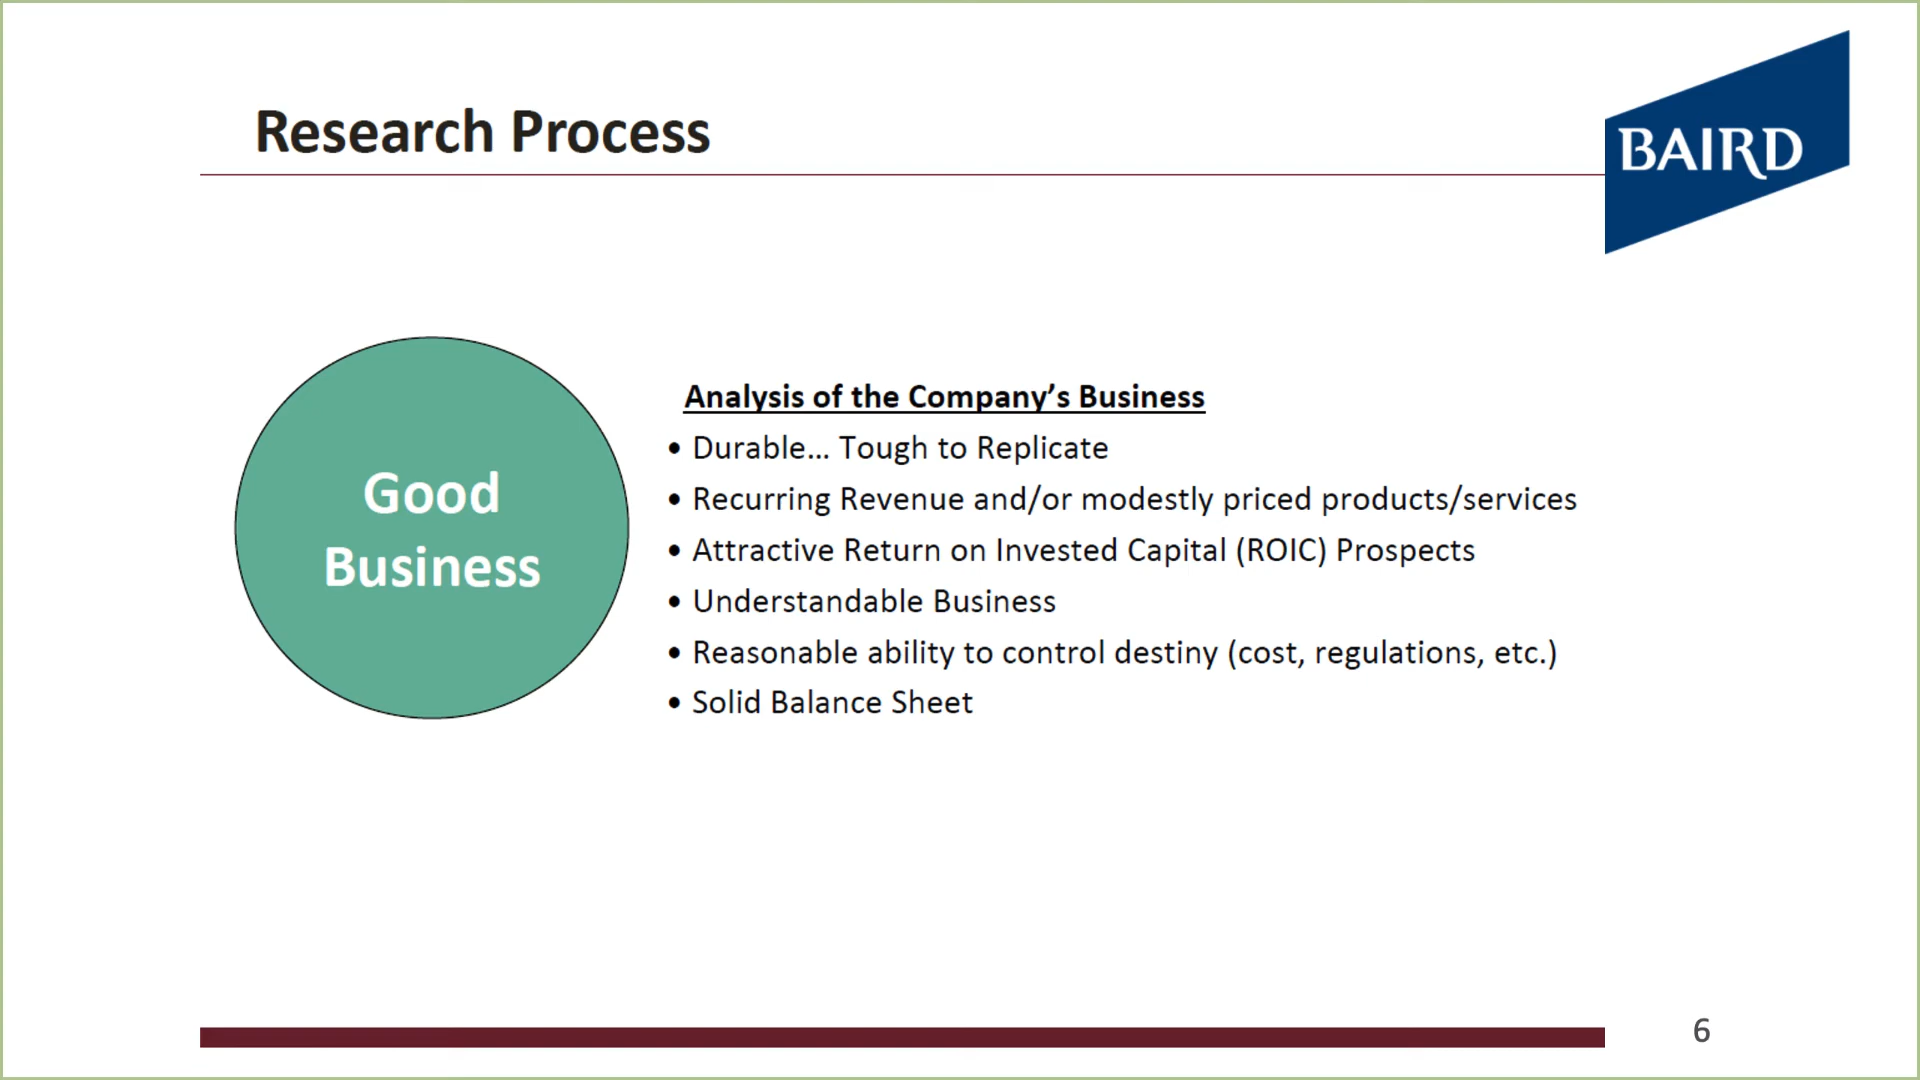 Research Process
BAIRD
Good
Business
Analysis of the Company’s Business
• Durable... Tough to Replicate
• Recurring Revenue and/or modestly priced products/services
• Attractive Return on Invested Capital (ROIC) Prospects
• Understandable Business
• Reasonable ability to control destiny (cost, regulations, etc.)
• Solid Balance Sheet
6